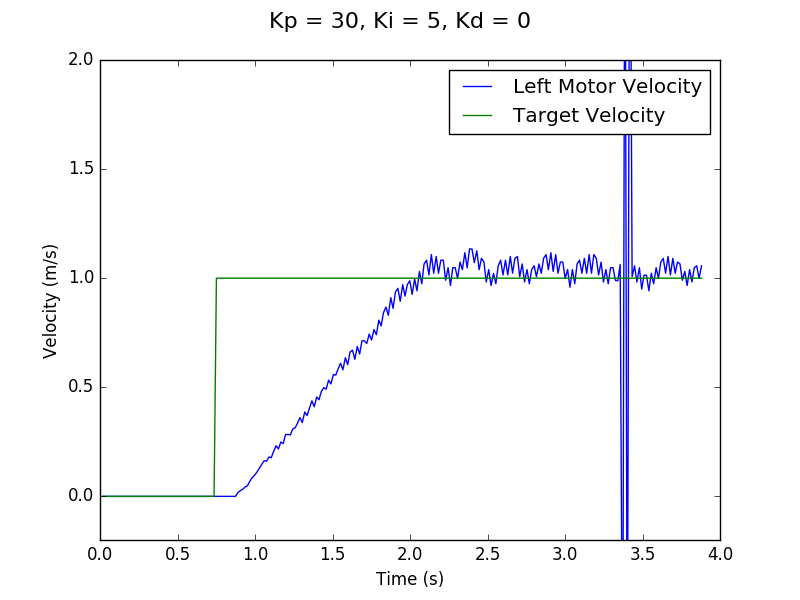 Kp = 30, Ki = 5, Kd = 0
2.0
Left Motor Velocity
Target Velocity
1.5
1.0
0.5
0.0
Velocity (m/s)
0.0 0.5 1.0 1.5 2.0 2.5 3.0 3.5 4.0
Time (s)